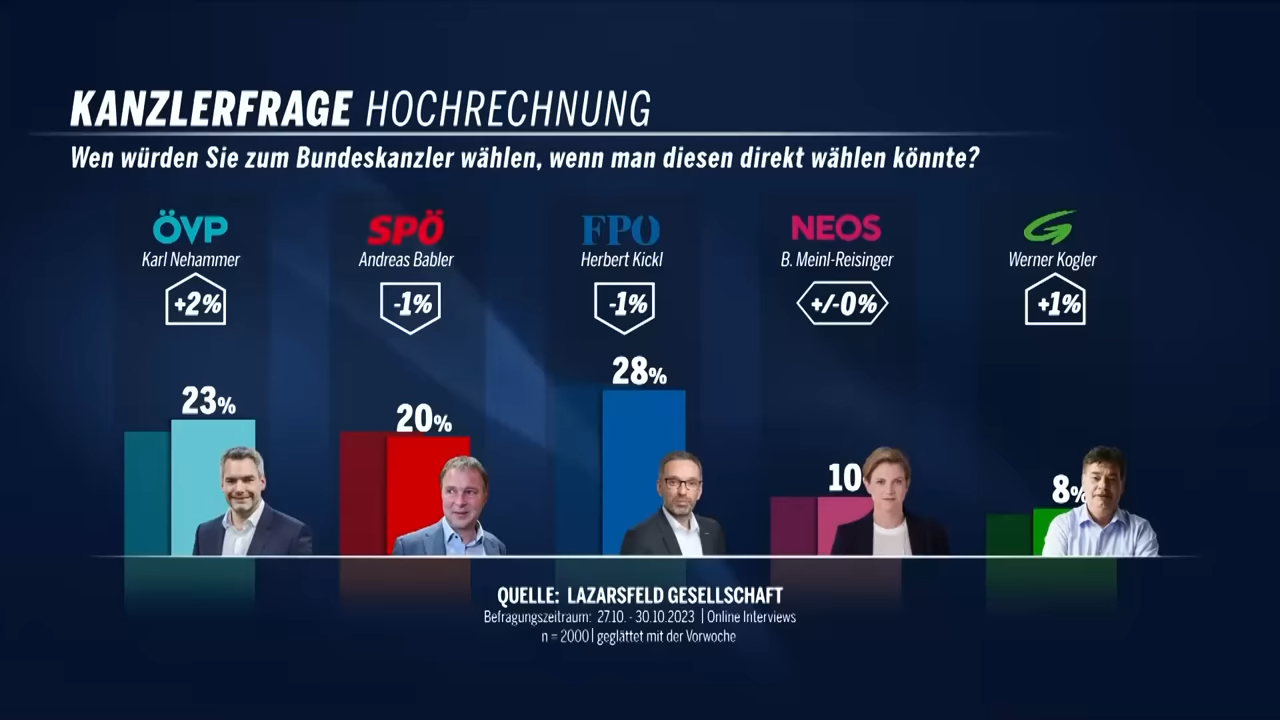 KANZLERFRAGE HOCHRECHNUNG
Wen würden Sie zum Bundeskanzler wählen, wenn man diesen direkt wählen könnte?
ÖVP
Karl Nehammer
+2%
23%
SPÖ
Andreas Babler
-1%
20%
FPÖ
Herbert Kickl
-1%
28%
NEOS
B. Meinl-Reisinger
+/-0%
10
Werner Kogler
+1%
8%
QUELLE: LAZARSFELD GESELLSCHAFT
Befragungszeitraum: 27.10. - 30.10.2023 | Online Interviews
n = 2000 | geglättet mit der Vorwoche